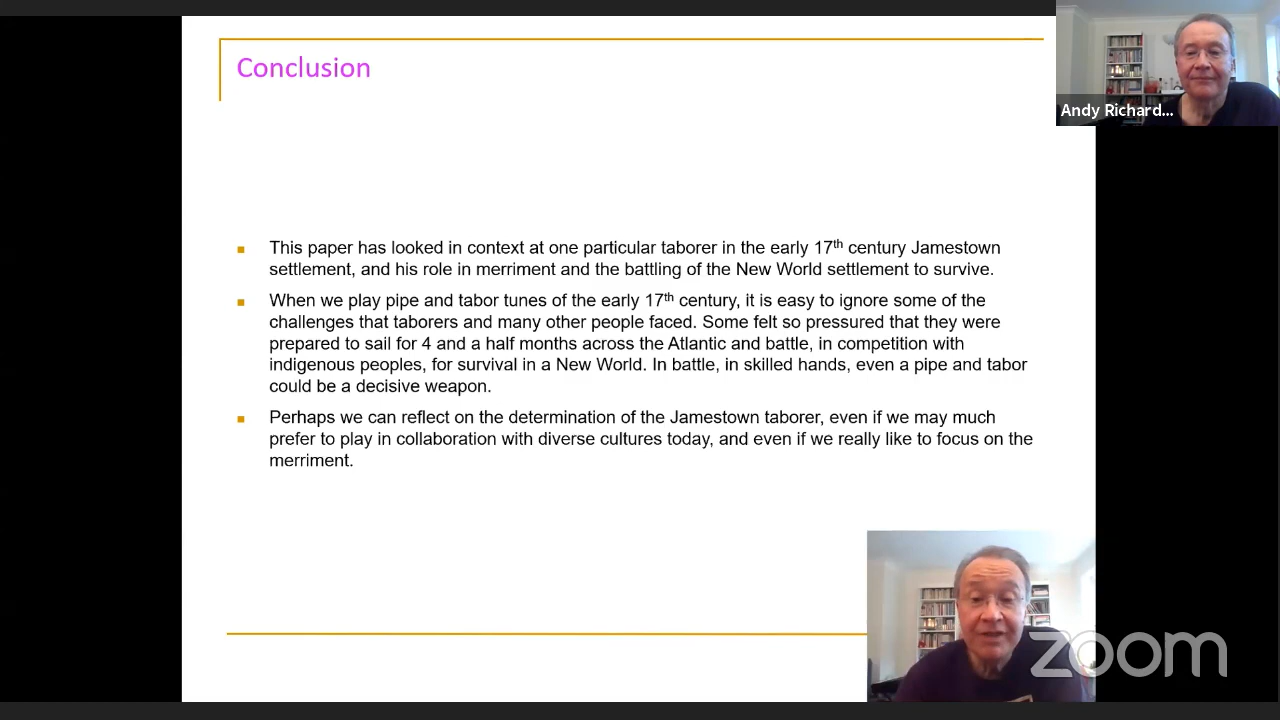 Conclusion
Andy Richard...
This paper has looked in context at one particular taborer in the early 17th century Jamestown
settlement, and his role in merriment and the battling of the New World settlement to survive.
When we play pipe and tabor tunes of the early 17th century, it is easy to ignore some of the
challenges that taborers and many other people faced. Some felt so pressured that they were
prepared to sail for 4 and a half months across the Atlantic and battle, in competition with
indigenous peoples, for survival in a New World. In battle, in skilled hands, even a pipe and tabor
could be a decisive weapon.
Perhaps we can reflect on the determination of the Jamestown taborer, even if we may much
prefer to play in collaboration with diverse cultures today, and even if we really like to focus on the
merriment.
zoom